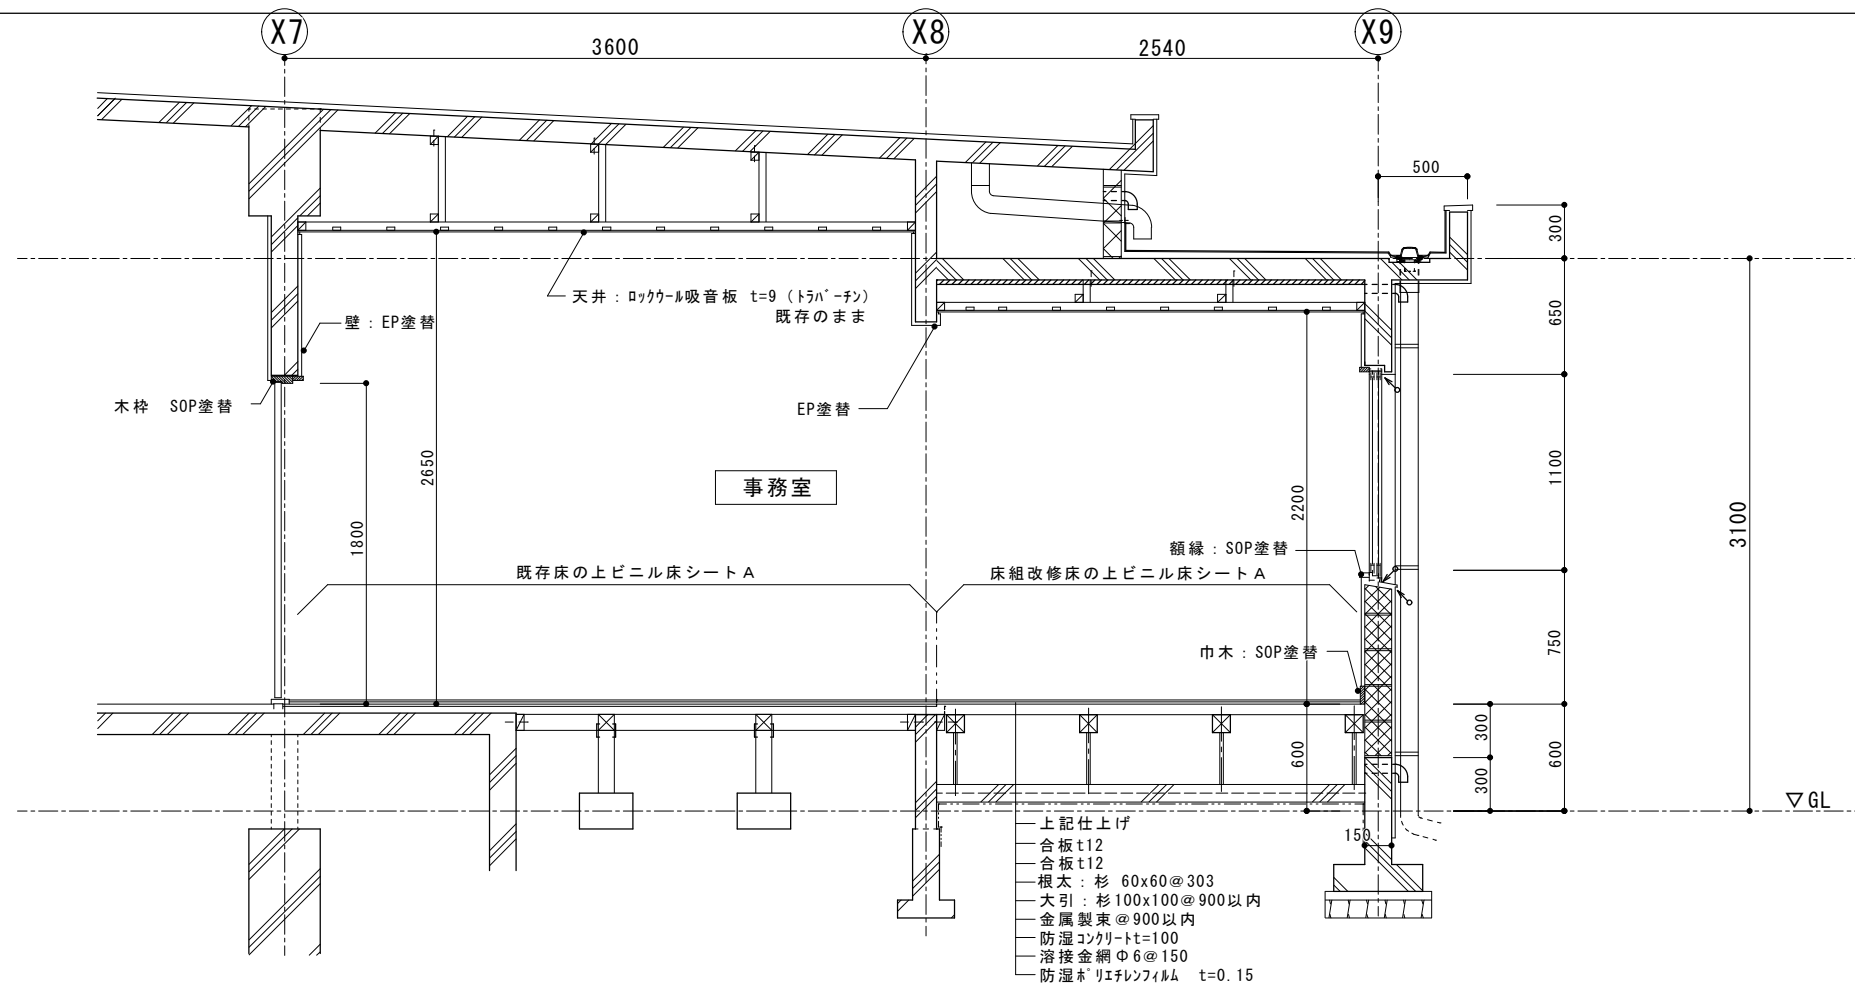 X7
X8
X9
3600
2540
500
300
天井：ロックウール吸音板 t=9（トラバーチン）
既存のまま
壁：EP塗替
650
木枠　SOP塗替
EP塗替
2650
1100
事務室
2200
3100
1800
額縁：SOP塗替
既存床の上ビニル床シートA
床組改修床の上ビニル床シートA
巾木：SOP塗替
750
300
600
600
300
▽GL
上記仕上げ
150
合板t12
合板t12
根太：杉 60x60@303
大引：杉100x100@900以内
金属製束@900以内
防湿コンクリートt=100
溶接金網Φ6@150
防湿ポリエチレンフィルム　t=0.15